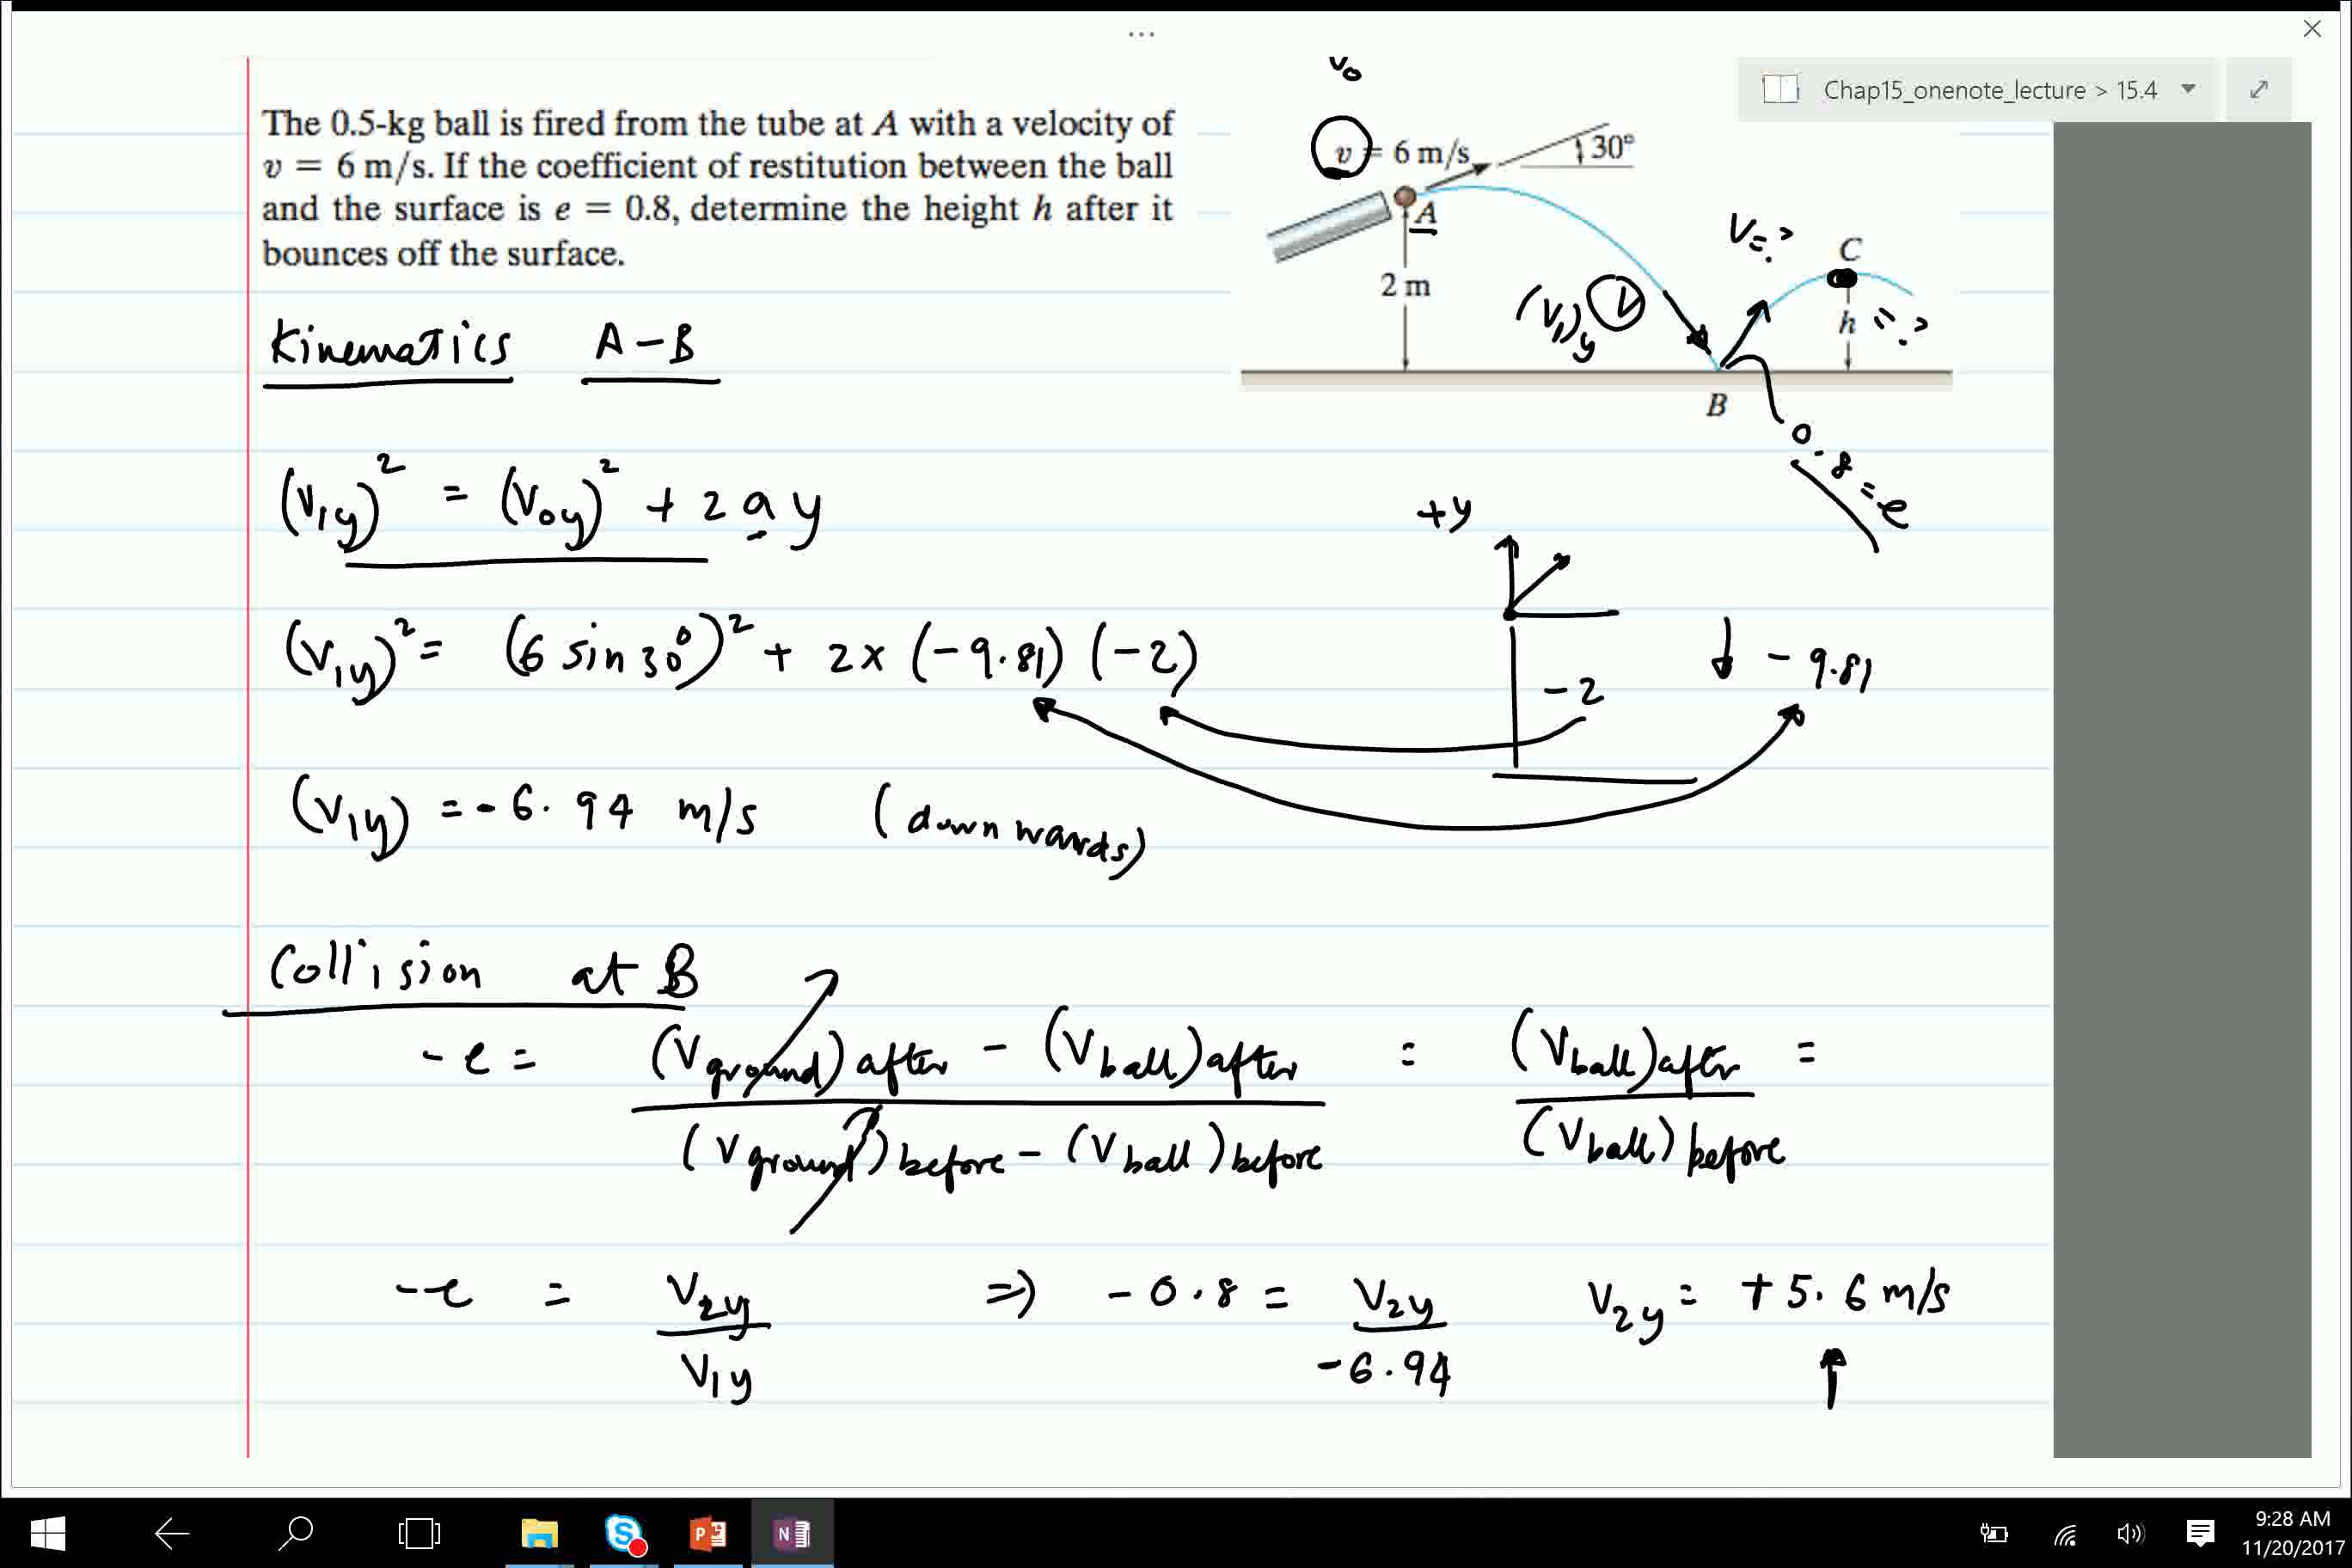 ...
Chap15_onenote_lecture > 15.4
The 0.5-kg ball is fired from the tube at A with a velocity of
v = 6 m/s. If the coefficient of restitution between the ball
and the surface is e = 0.8, determine the height h after it
bounces off the surface.
v₀
v = 6 m/s
30°
A
2 m
(V₁)y
V
V = ?
C
h = ?
B
0.8 = e
Kinematics A-B
(V₁y)² = (V₀y)² + 2 a y
+y
(V₁y)² = (6 sin 30°)² + 2 x (-9.81) (-2)
-2
↓ -9.81
(V₁y) = -6.94 m/s (downwards)
Collision at B
-e = (Vground)after - (Vball)after = (Vball)after =
(Vground)before - (Vball)before (Vball)before
-e = V₂y ⇒ -0.8 = V₂y V₂y = +5.6 m/s
V₁y -6.94 ↑
9:28 AM
11/20/2017